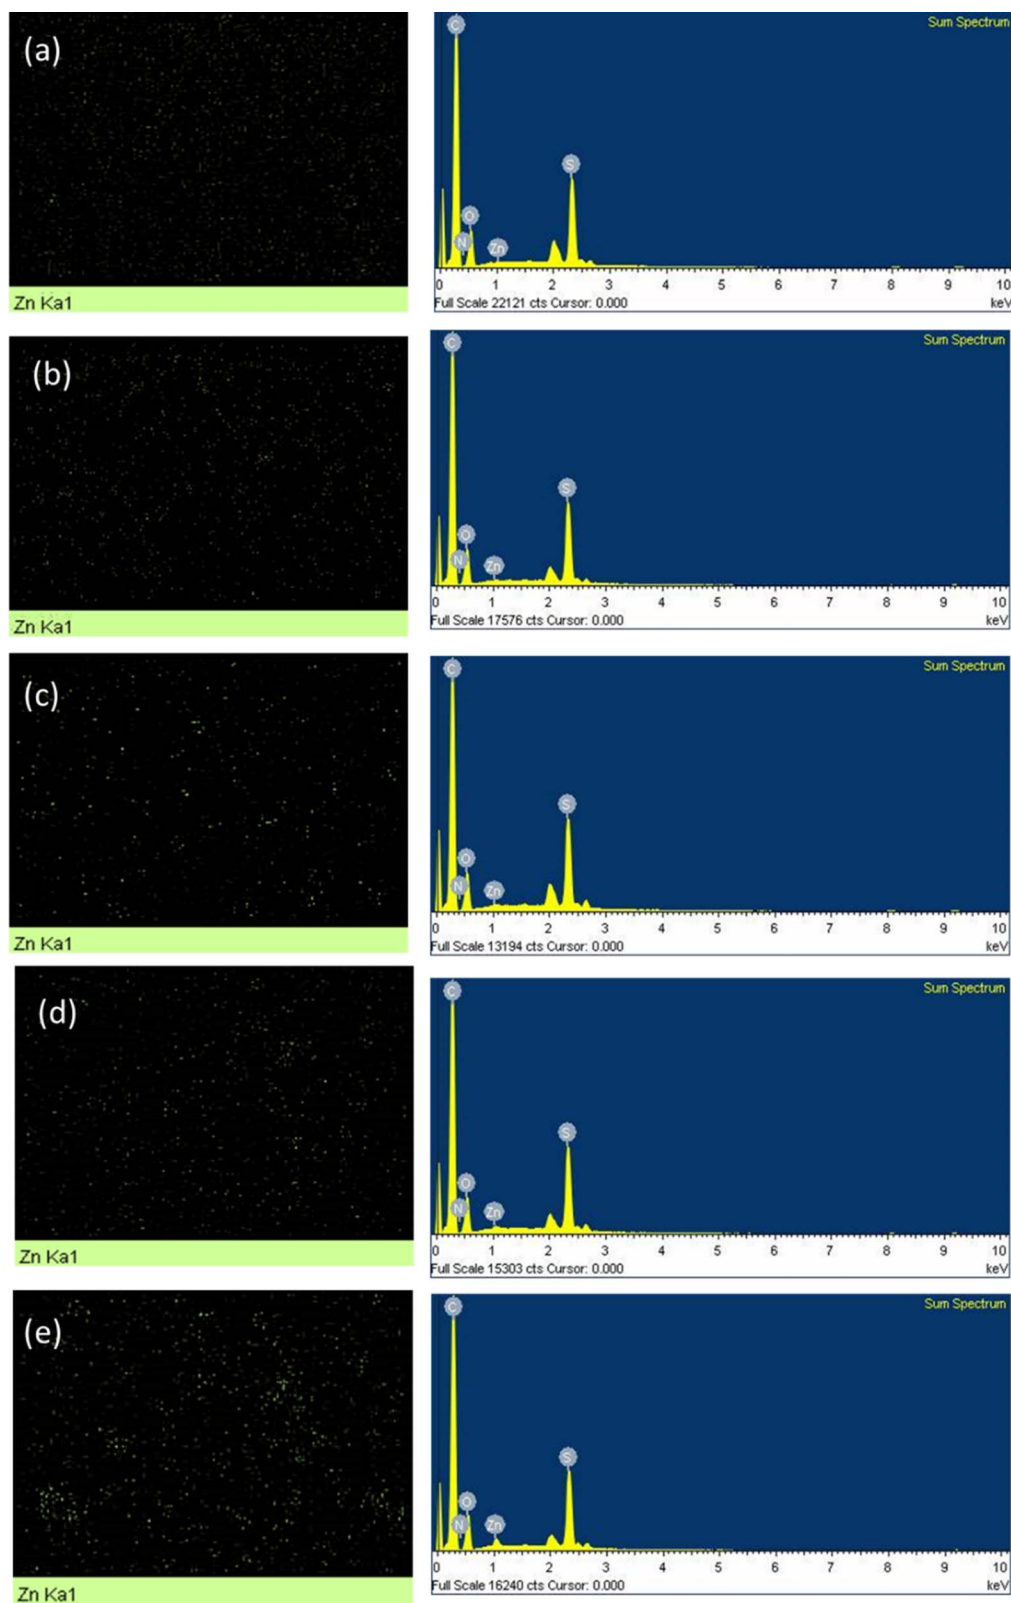 (a)
Zn Ka1
Sum Spectrum
C
S
O
N
Zn
0 1 2 3 4 5 6 7 8 9 10
Full Scale 22121 cts Cursor: 0.000 keV
(b)
Zn Ka1
Sum Spectrum
C
S
O
N
Zn
0 1 2 3 4 5 6 7 8 9 10
Full Scale 17576 cts Cursor: 0.000 keV
(c)
Zn Ka1
Sum Spectrum
C
S
O
N
Zn
0 1 2 3 4 5 6 7 8 9 10
Full Scale 13194 cts Cursor: 0.000 keV
(d)
Zn Ka1
Sum Spectrum
C
S
O
N
Zn
0 1 2 3 4 5 6 7 8 9 10
Full Scale 15303 cts Cursor: 0.000 keV
(e)
Zn Ka1
Sum Spectrum
C
S
O
N
Zn
0 1 2 3 4 5 6 7 8 9 10
Full Scale 16240 cts Cursor: 0.000 keV